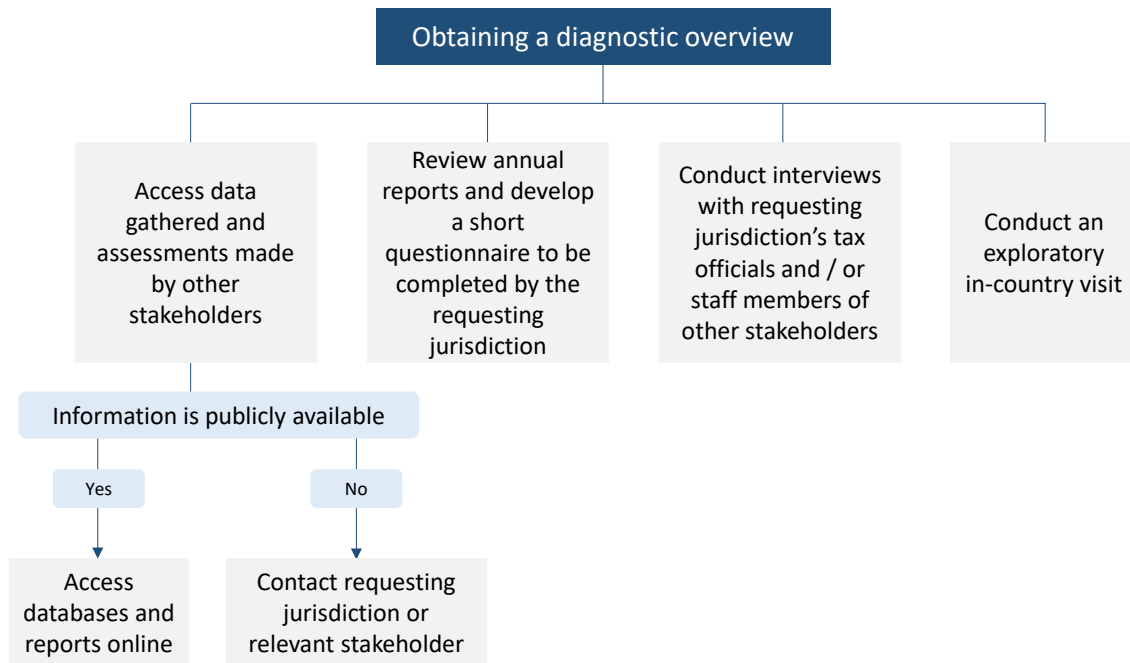 Obtaining a diagnostic overview
Access data
gathered and
assessments made
by other
stakeholders
Review annual
reports and develop
a short
questionnaire to be
completed by the
requesting
jurisdiction
Conduct interviews
with requesting
jurisdiction’s tax
officials and / or
staff members of
other stakeholders
Conduct an
exploratory
in-country visit
Information is publicly available
Yes
No
Access
databases and
reports online
Contact requesting
jurisdiction or
relevant stakeholder